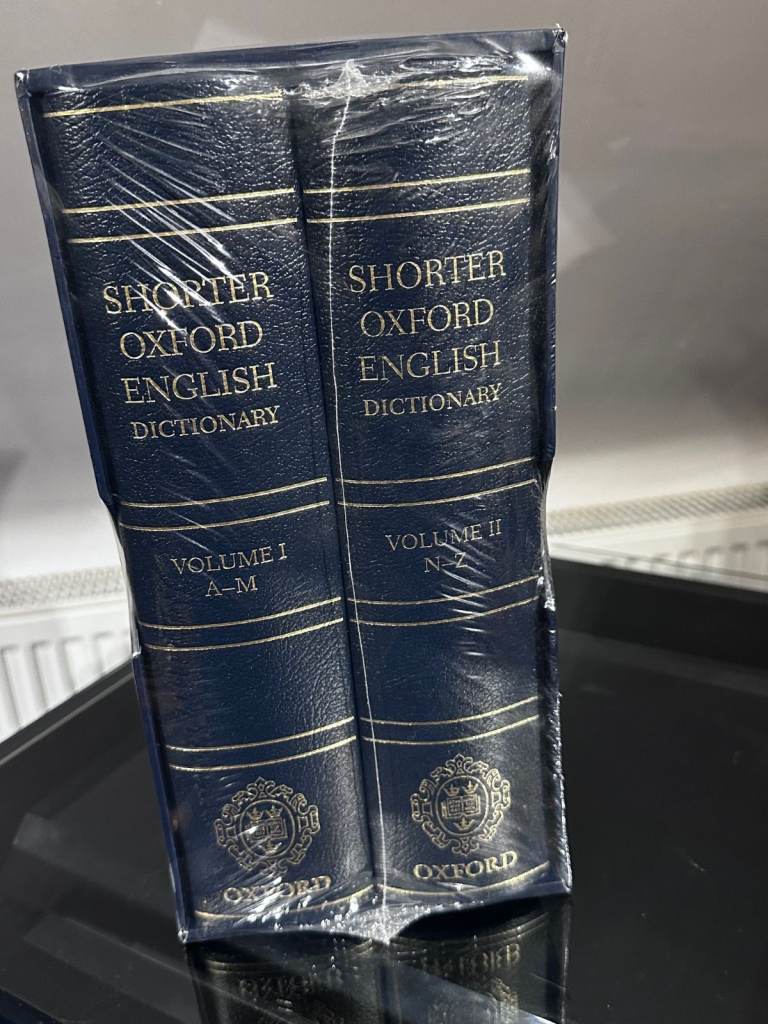 SHORTER
OXFORD
ENGLISH
DICTIONARY
VOLUME I
A–M
OXFORD
SHORTER
OXFORD
ENGLISH
DICTIONARY
VOLUME II
N–Z
OXFORD